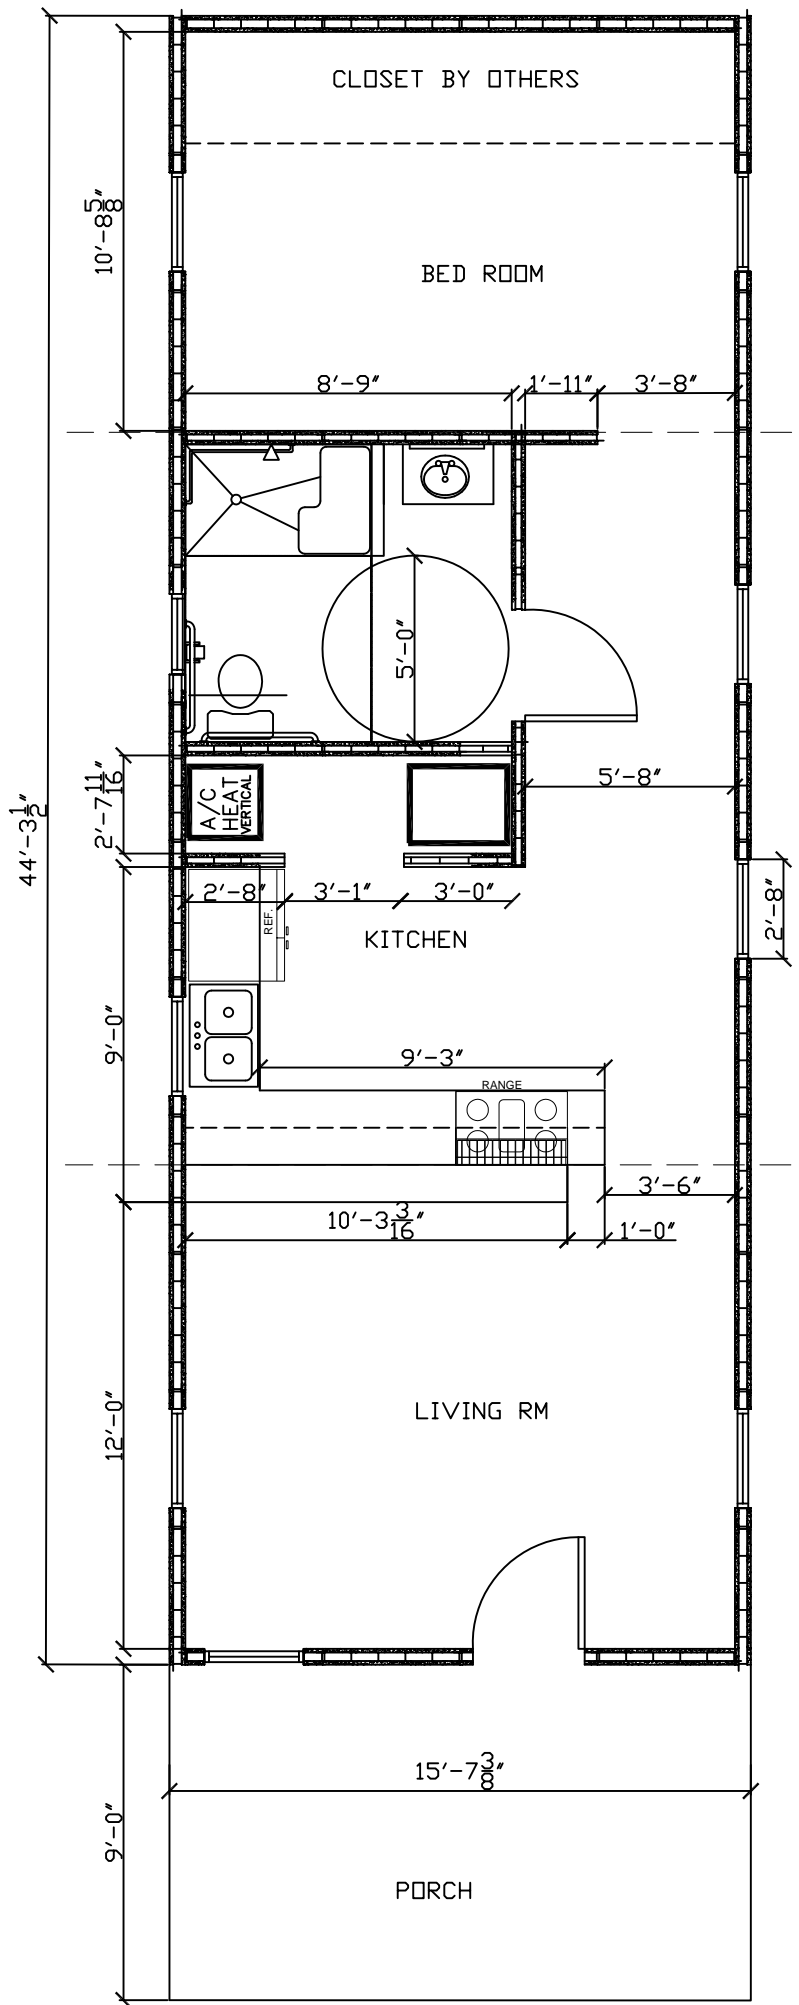 CLOSET BY OTHERS
10'-8 5/8"
BED ROOM
8'-9"
1'-11"
3'-8"
5'-0"
5'-8"
A/C
HEAT
VERTICAL
2'-7 11/16"
44'-3 1/2"
2'-8"
3'-1"
3'-0"
REF.
KITCHEN
2'-8"
9'-0"
9'-3"
RANGE
3'-6"
10'-3 3/16"
1'-0"
LIVING RM
12'-0"
15'-7 3/8"
9'-0"
PORCH